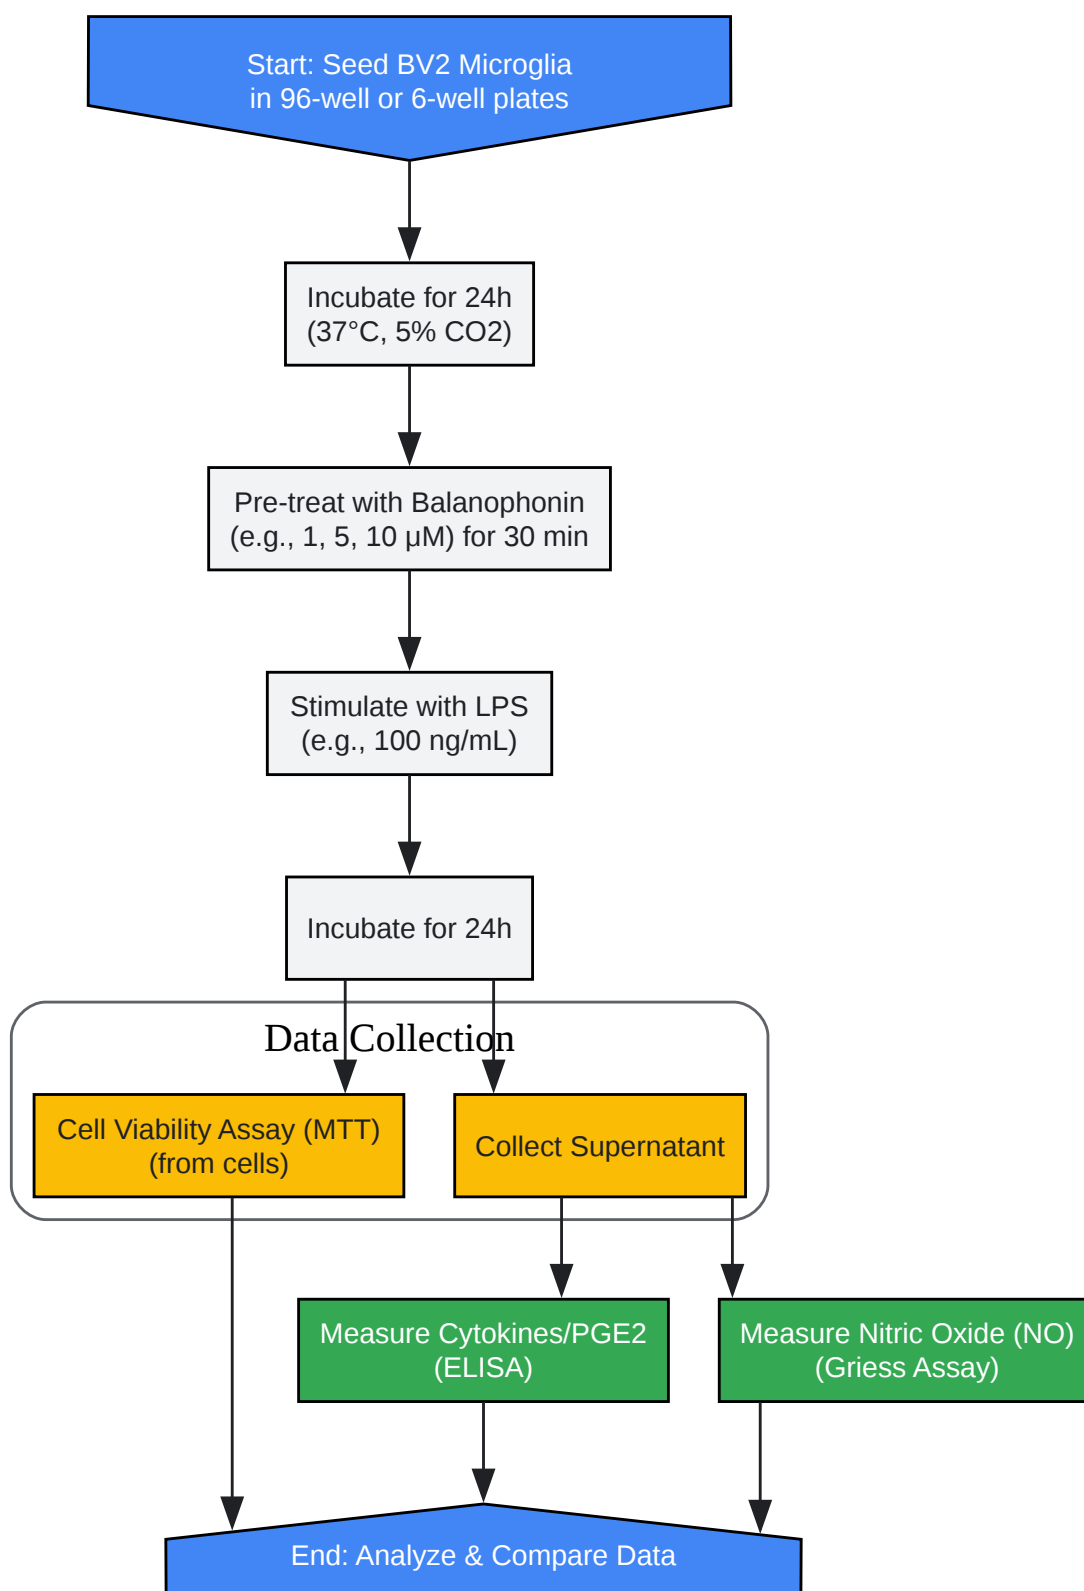 Start: Seed BV2 Microglia
in 96-well or 6-well plates
Incubate for 24h
(37°C, 5% CO2)
Pre-treat with Balanophonin
(e.g., 1, 5, 10 μM) for 30 min
Stimulate with LPS
(e.g., 100 ng/mL)
Incubate for 24h
Data Collection
Cell Viability Assay (MTT)
(from cells)
Collect Supernatant
Measure Cytokines/PGE2
(ELISA)
Measure Nitric Oxide (NO)
(Griess Assay)
End: Analyze & Compare Data